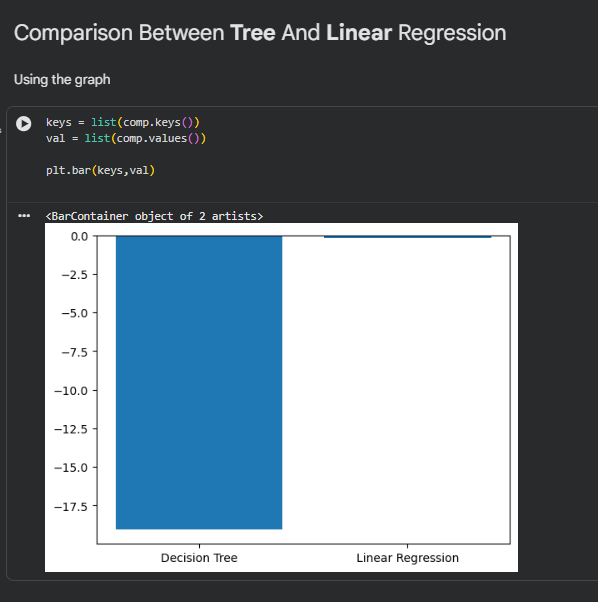 Comparison Between Tree And Linear Regression
Using the graph
keys = list(comp.keys())
val = list(comp.values())
plt.bar(keys,val)
<BarContainer object of 2 artists>
0.0
−2.5
−5.0
−7.5
−10.0
−12.5
−15.0
−17.5
Decision Tree Linear Regression